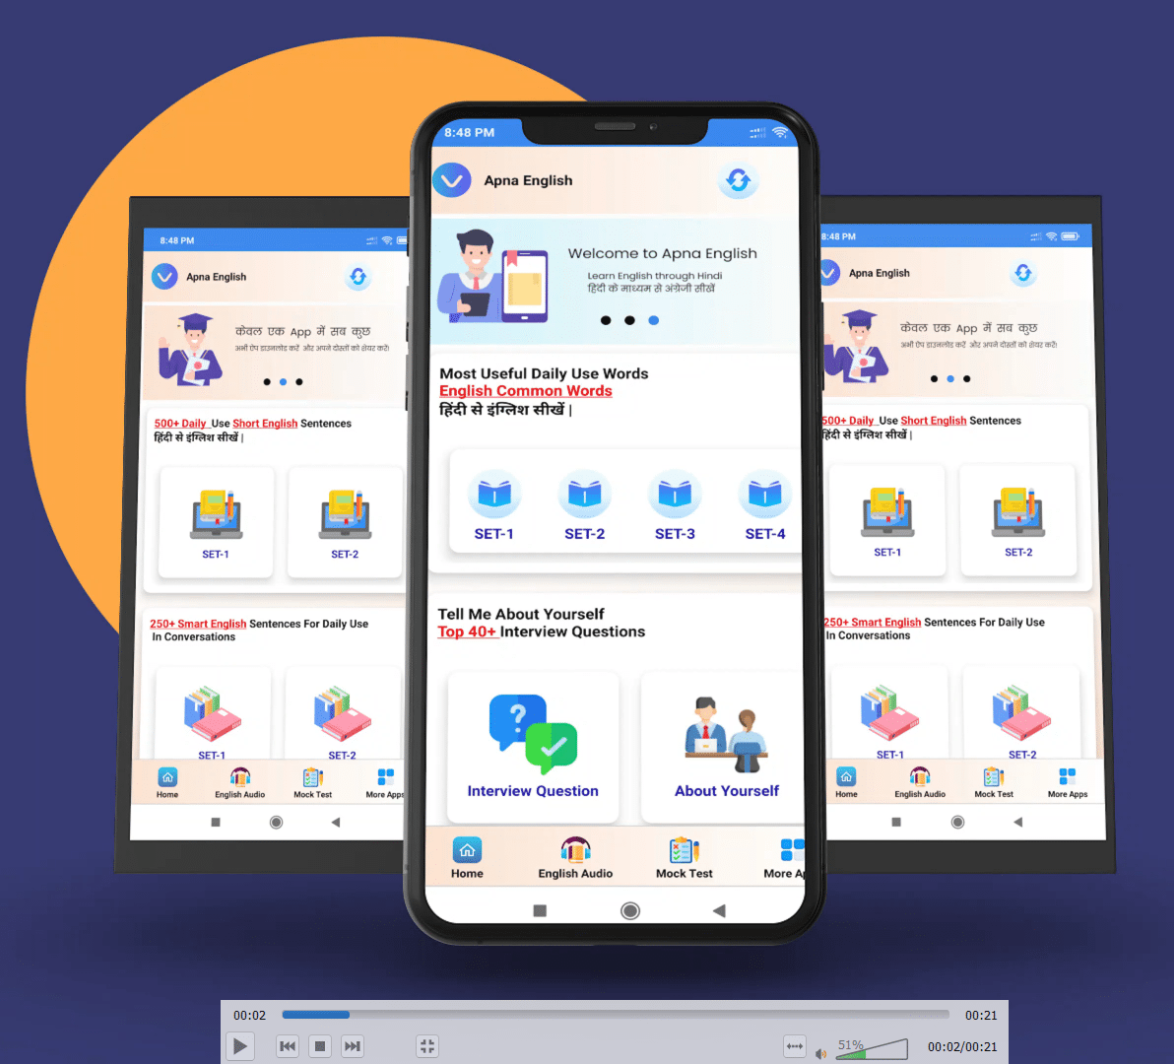 8:48 PM
Apna English
केवल एक App में सब कुछ
अभी ऐप डाउनलोड करें और अपने दोस्तों को शेयर करें।
500+ Daily Use Short English Sentences
हिंदी से इंग्लिश सीखें |
SET-1
SET-2
250+ Smart English Sentences For Daily Use
In Conversations
SET-1
SET-2
Home
English Audio
Mock Test
More Apps
8:48 PM
Apna English
Welcome to Apna English
Learn English through Hindi
हिंदी के माध्यम से अंग्रेजी सीखें
Most Useful Daily Use Words
English Common Words
हिंदी से इंग्लिश सीखें |
SET-1
SET-2
SET-3
SET-4
Tell Me About Yourself
Top 40+ Interview Questions
?
Interview Question
About Yourself
Home
English Audio
Mock Test
More Ap
8:48 PM
Apna English
केवल एक App में सब कुछ
अभी ऐप डाउनलोड करें और अपने दोस्तों को शेयर करें।
500+ Daily Use Short English Sentences
हिंदी से इंग्लिश सीखें |
SET-1
SET-2
250+ Smart English Sentences For Daily Use
In Conversations
SET-1
SET-2
Home
English Audio
Mock Test
More Apps
00:02
00:21
51%
00:02/00:21